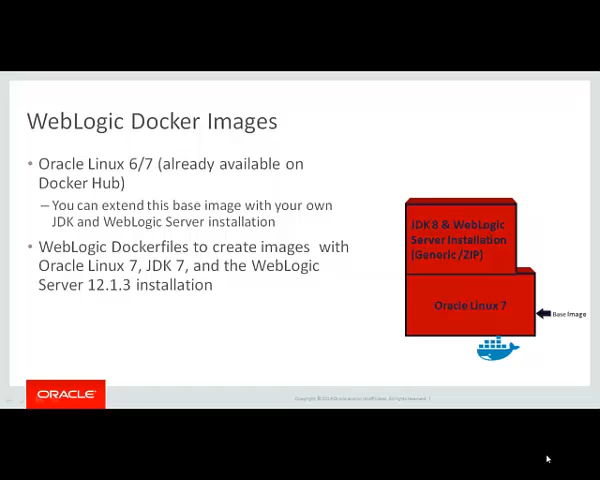 WebLogic Docker Images
• Oracle Linux 6/7 (already available on
Docker Hub)
– You can extend this base image with your own
JDK and WebLogic Server installation
• WebLogic Dockerfiles to create images with
Oracle Linux 7, JDK 7, and the WebLogic
Server 12.1.3 installation
JDK 8 & WebLogic
Server Installation
(Generic /ZIP)
Oracle Linux 7
Base Image
ORACLE